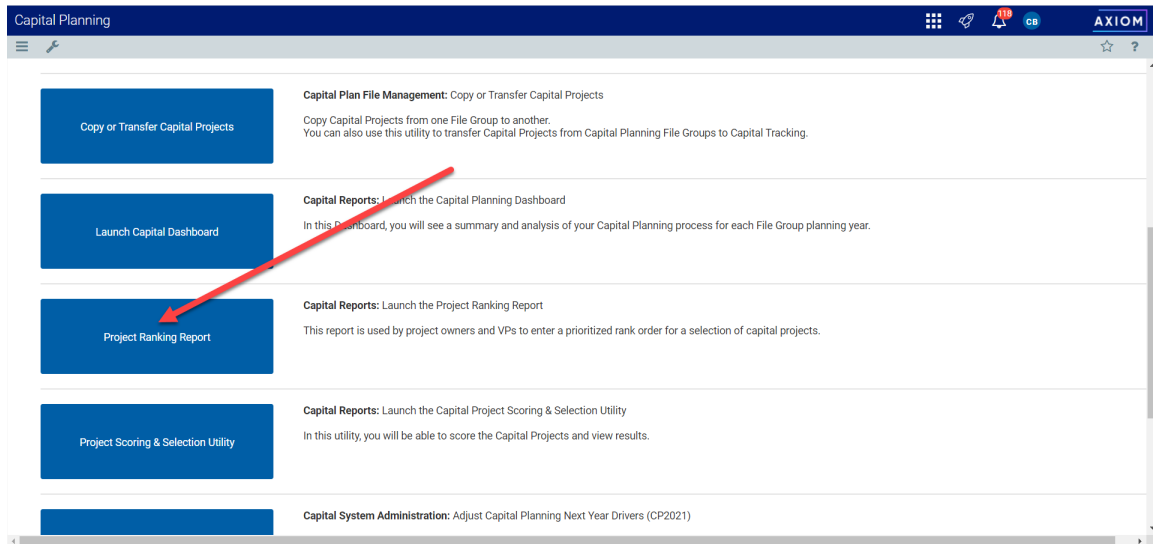 Capital Planning
118
CB
AXIOM
?
Capital Plan File Management: Copy or Transfer Capital Projects
Copy or Transfer Capital Projects
Copy Capital Projects from one File Group to another.
You can also use this utility to transfer Capital Projects from Capital Planning File Groups to Capital Tracking.
Capital Reports: Launch the Capital Planning Dashboard
Launch Capital Dashboard
In this Dashboard, you will see a summary and analysis of your Capital Planning process for each File Group planning year.
Capital Reports: Launch the Project Ranking Report
Project Ranking Report
This report is used by project owners and VPs to enter a prioritized rank order for a selection of capital projects.
Capital Reports: Launch the Capital Project Scoring & Selection Utility
Project Scoring & Selection Utility
In this utility, you will be able to score the Capital Projects and view results.
Capital System Administration: Adjust Capital Planning Next Year Drivers (CP2021)